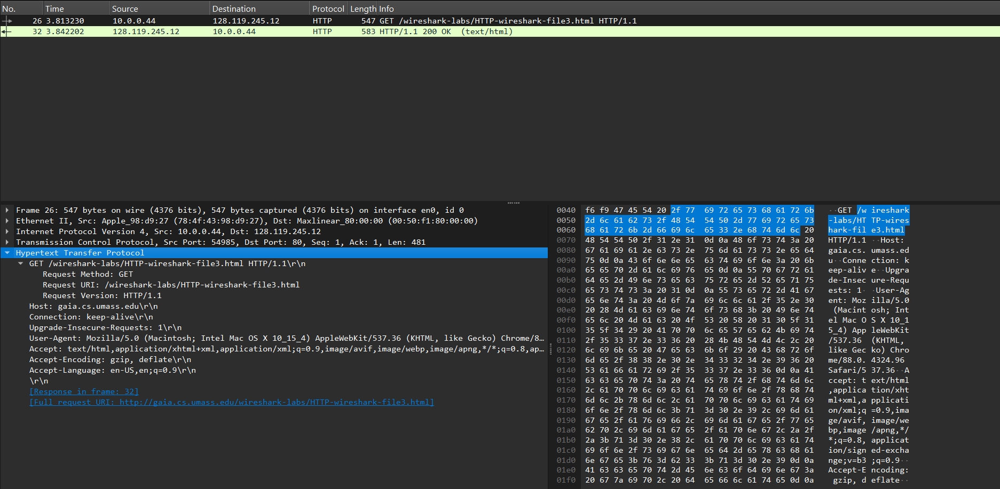 No. Time Source Destination Protocol Length Info
26 3.813230 10.0.0.44 128.119.245.12 HTTP 547 GET /wireshark-labs/HTTP-wireshark-file3.html HTTP/1.1
32 3.842202 128.119.245.12 10.0.0.44 HTTP 583 HTTP/1.1 200 OK (text/html)
Frame 26: 547 bytes on wire (4376 bits), 547 bytes captured (4376 bits) on interface en0, id 0
Ethernet II, Src: Apple_98:d9:27 (78:4f:43:98:d9:27), Dst: Maxlinear_80:00:00 (00:50:f1:80:00:00)
Internet Protocol Version 4, Src: 10.0.0.44, Dst: 128.119.245.12
Transmission Control Protocol, Src Port: 54985, Dst Port: 80, Seq: 1, Ack: 1, Len: 481
Hypertext Transfer Protocol
GET /wireshark-labs/HTTP-wireshark-file3.html HTTP/1.1\r\n
Request Method: GET
Request URI: /wireshark-labs/HTTP-wireshark-file3.html
Request Version: HTTP/1.1
Host: gaia.cs.umass.edu\r\n
Connection: keep-alive\r\n
Upgrade-Insecure-Requests: 1\r\n
User-Agent: Mozilla/5.0 (Macintosh; Intel Mac OS X 10_15_4) AppleWebKit/537.36 (KHTML, like Gecko) Chrome/8…
Accept: text/html,application/xhtml+xml,application/xml;q=0.9,image/avif,image/webp,image/apng,*/*;q=0.8,ap…
Accept-Encoding: gzip, deflate\r\n
Accept-Language: en-US,en;q=0.9\r\n
\r\n
[Response in frame: 32]
[Full request URI: http://gaia.cs.umass.edu/wireshark-labs/HTTP-wireshark-file3.html]
0040 f6 f9 47 45 54 20 2f 77 69 72 65 73 68 61 72 6b ··GET /w ireshark
0050 2d 6c 61 62 73 2f 48 54 54 50 2d 77 69 72 65 73 -labs/HT TP-wires
0060 68 61 72 6b 2d 66 69 6c 65 33 2e 68 74 6d 6c 20 hark-fil e3.html
0070 48 54 54 50 2f 31 2e 31 0d 0a 48 6f 73 74 3a 20 HTTP/1.1 ··Host:
0080 67 61 69 61 2e 63 73 2e 75 6d 61 73 73 2e 65 64 gaia.cs. umass.ed
0090 75 0d 0a 43 6f 6e 6e 65 63 74 69 6f 6e 3a 20 6b u··Conne ction: k
00a0 65 65 70 2d 61 6c 69 76 65 0d 0a 55 70 67 72 61 eep-aliv e··Upgra
00b0 64 65 2d 49 6e 73 65 63 75 72 65 2d 52 65 71 75 de-Insec ure-Requ
00c0 65 73 74 73 3a 20 31 0d 0a 55 73 65 72 2d 41 67 ests: 1· ·User-Ag
00d0 65 6e 74 3a 20 4d 6f 7a 69 6c 6c 61 2f 35 2e 30 ent: Moz illa/5.0
00e0 20 28 4d 61 63 69 6e 74 6f 73 68 3b 20 49 6e 74 (Macint osh; Int
00f0 65 6c 20 4d 61 63 20 4f 53 20 58 20 31 30 5f 31 el Mac O S X 10_1
0100 35 5f 34 29 20 41 70 70 6c 65 57 65 62 4b 69 74 5_4) App leWebKit
0110 2f 35 33 37 2e 33 36 20 28 4b 48 54 4d 4c 2c 20 /537.36 (KHTML,
0120 6c 69 6b 65 20 47 65 63 6b 6f 29 20 43 68 72 6f like Gec ko) Chro
0130 6d 65 2f 38 38 2e 30 2e 34 33 32 34 2e 39 36 20 me/88.0. 4324.96
0140 53 61 66 61 72 69 2f 35 33 37 2e 33 36 0d 0a 41 Safari/5 37.36··A
0150 63 63 65 70 74 3a 20 74 65 78 74 2f 68 74 6d 6c ccept: t ext/html
0160 2c 61 70 70 6c 69 63 61 74 69 6f 6e 2f 78 68 74 ,applica tion/xht
0170 6d 6c 2b 78 6d 6c 2c 61 70 70 6c 69 63 61 74 69 ml+xml,a pplicati
0180 6f 6e 2f 78 6d 6c 3b 71 3d 30 2e 39 2c 69 6d 61 on/xml;q =0.9,ima
0190 67 65 2f 61 76 69 66 2c 69 6d 61 67 65 2f 77 65 ge/avif, image/we
01a0 62 70 2c 69 6d 61 67 65 2f 61 70 6e 67 2c 2a 2f bp,image /apng,*/
01b0 2a 3b 71 3d 30 2e 38 2c 61 70 70 6c 69 63 61 74 *;q=0.8, applicat
01c0 69 6f 6e 2f 73 69 67 6e 65 64 2d 65 78 63 68 61 ion/sign ed-excha
01d0 6e 67 65 3b 76 3d 62 33 3b 71 3d 30 2e 39 0d 0a nge;v=b3 ;q=0.9··
01e0 41 63 63 65 70 74 2d 45 6e 63 6f 64 69 6e 67 3a Accept-E ncoding:
01f0 20 67 7a 69 70 2c 20 64 65 66 6c 61 74 65 0d 0a gzip, d eflate··